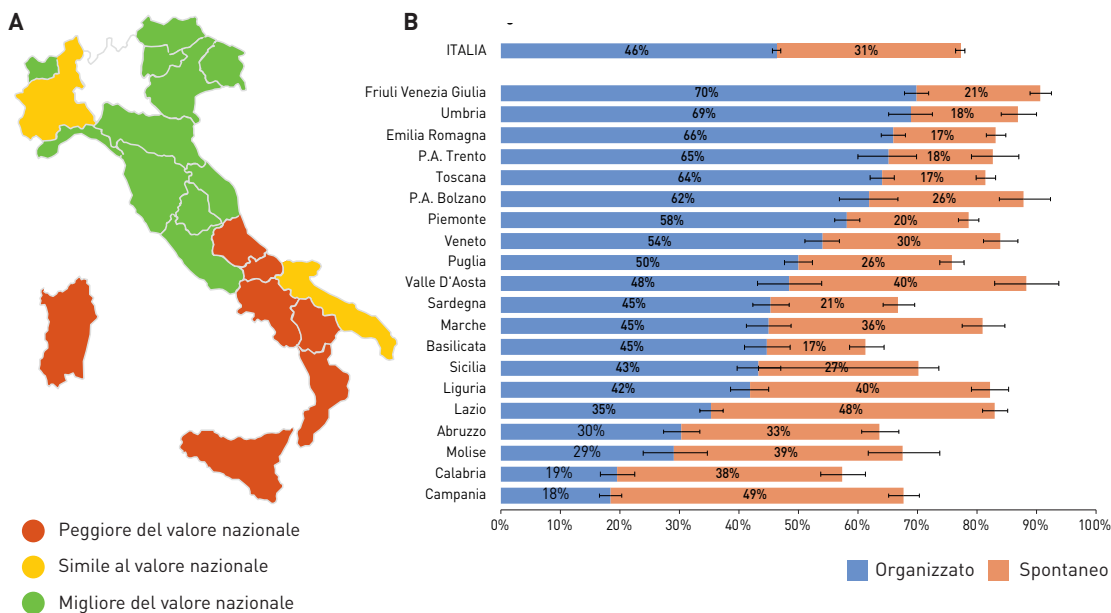 A
B
ITALIA 46% 31%
Friuli Venezia Giulia 70% 21%
Umbria 69% 18%
Emilia Romagna 66% 17%
P.A. Trento 65% 18%
Toscana 64% 17%
P.A. Bolzano 62% 26%
Piemonte 58% 20%
Veneto 54% 30%
Puglia 50% 26%
Valle D'Aosta 48% 40%
Sardegna 45% 21%
Marche 45% 36%
Basilicata 45% 17%
Sicilia 43% 27%
Liguria 42% 40%
Lazio 35% 48%
Abruzzo 30% 33%
Molise 29% 39%
Calabria 19% 38%
Campania 18% 49%
0% 10% 20% 30% 40% 50% 60% 70% 80% 90% 100%
Organizzato Spontaneo
Peggiore del valore nazionale
Simile al valore nazionale
Migliore del valore nazionale